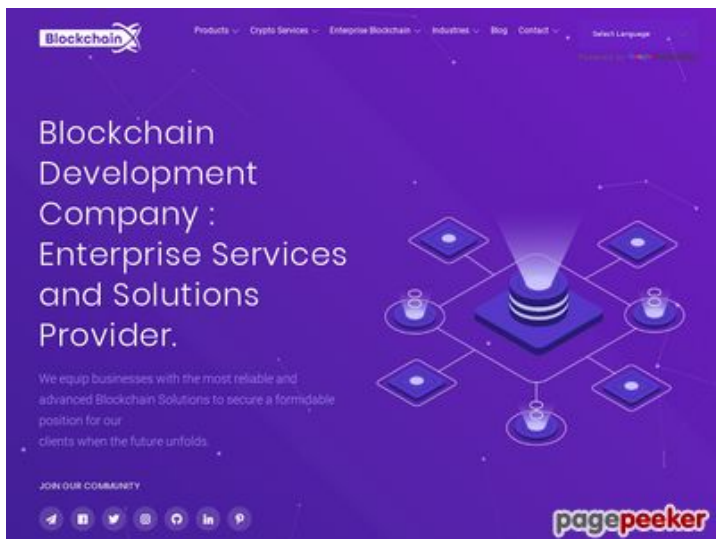 BlockchainX
Products Crypto Services Enterprise Blockchain Industries Blog Contact Select Language
Blockchain
Development
Company :
Enterprise Services
and Solutions
Provider.
We equip businesses with the most reliable and
advanced Blockchain Solutions to secure a formidable
position for our
clients when the future unfolds.
JOIN OUR COMMUNITY
pagepeeker